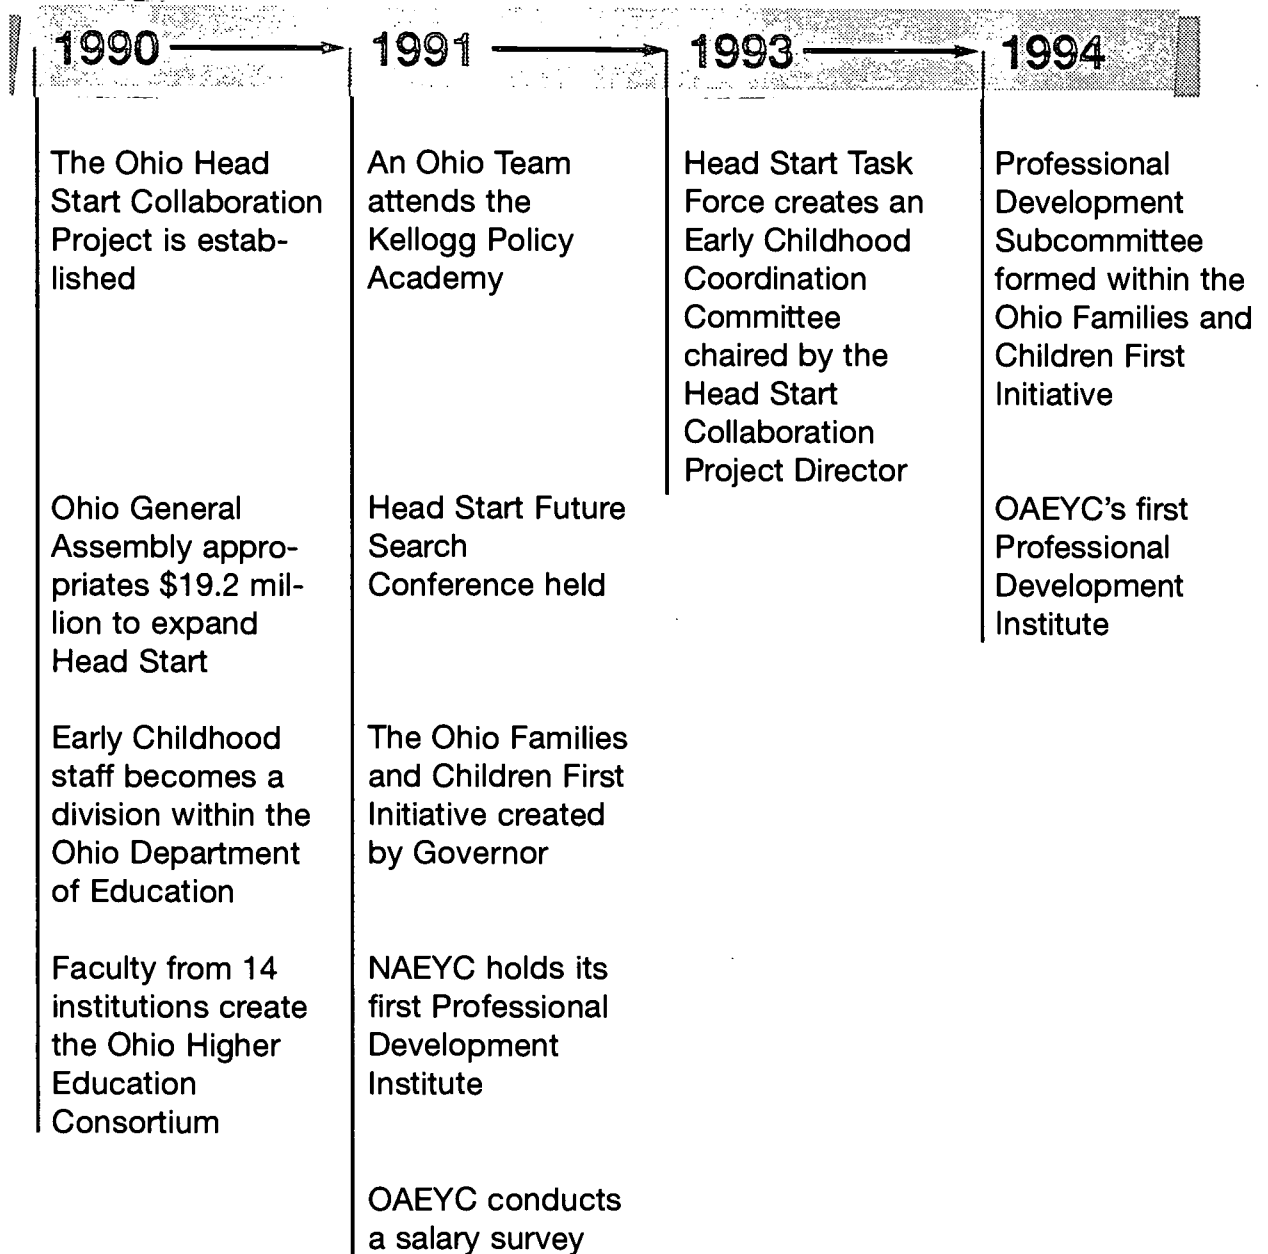 1990
1991
1993
1994
The Ohio Head
Start Collaboration
Project is estab-
lished
Ohio General
Assembly appro-
priates $19.2 mil-
lion to expand
Head Start
Early Childhood
staff becomes a
division within the
Ohio Department
of Education
Faculty from 14
institutions create
the Ohio Higher
Education
Consortium
An Ohio Team
attends the
Kellogg Policy
Academy
Head Start Future
Search
Conference held
The Ohio Families
and Children First
Initiative created
by Governor
NAEYC holds its
first Professional
Development
Institute
OAEYC conducts
a salary survey
Head Start Task
Force creates an
Early Childhood
Coordination
Committee
chaired by the
Head Start
Collaboration
Project Director
Professional
Development
Subcommittee
formed within the
Ohio Families and
Children First
Initiative
OAEYC's first
Professional
Development
Institute